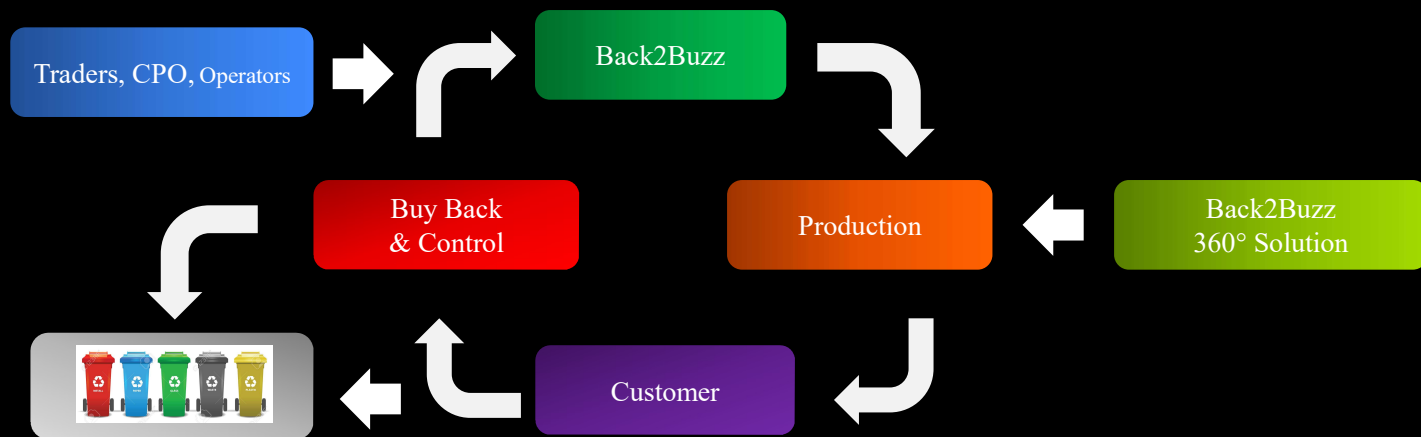 Traders, CPO, Operators
Back2Buzz
Buy Back
& Control
Production
Back2Buzz
360° Solution
Customer